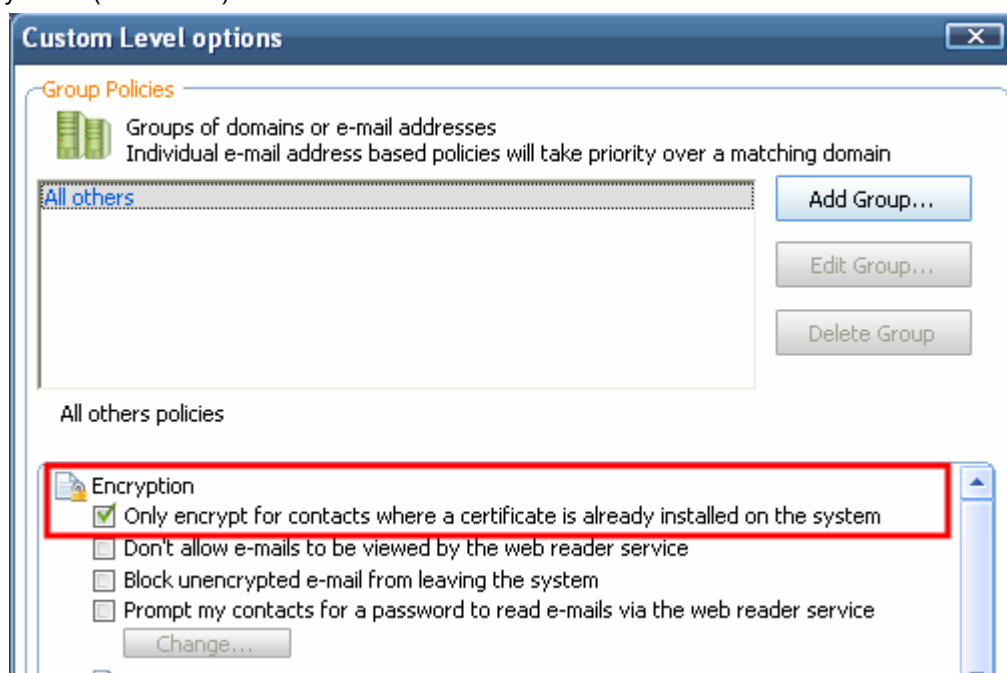 Custom Level options
Group Policies
Groups of domains or e-mail addresses
Individual e-mail address based policies will take priority over a matching domain
All others
Add Group...
Edit Group...
Delete Group
All others policies
Encryption
Only encrypt for contacts where a certificate is already installed on the system
Don't allow e-mails to be viewed by the web reader service
Block unencrypted e-mail from leaving the system
Prompt my contacts for a password to read e-mails via the web reader service
Change...